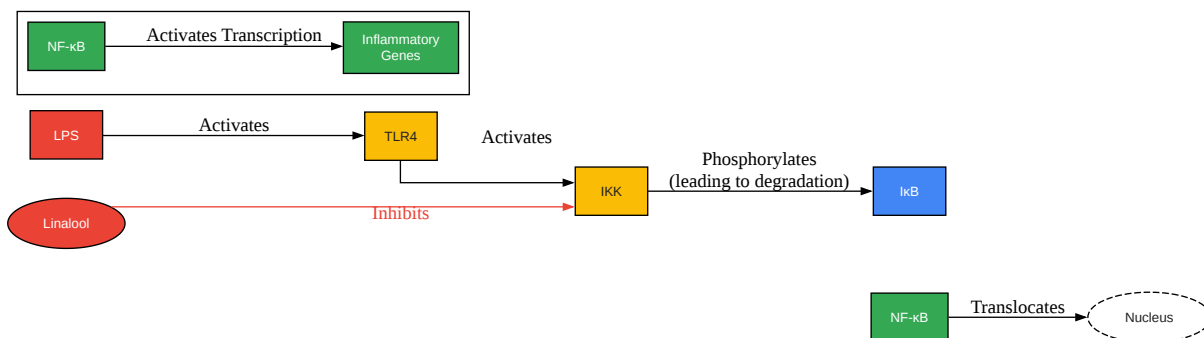 NF-κB
Activates Transcription
Inflammatory
Genes
LPS
Activates
TLR4
Activates
Phosphorylates
(leading to degradation)
IKK
IκB
Linalool
Inhibits
NF-κB
Translocates
Nucleus